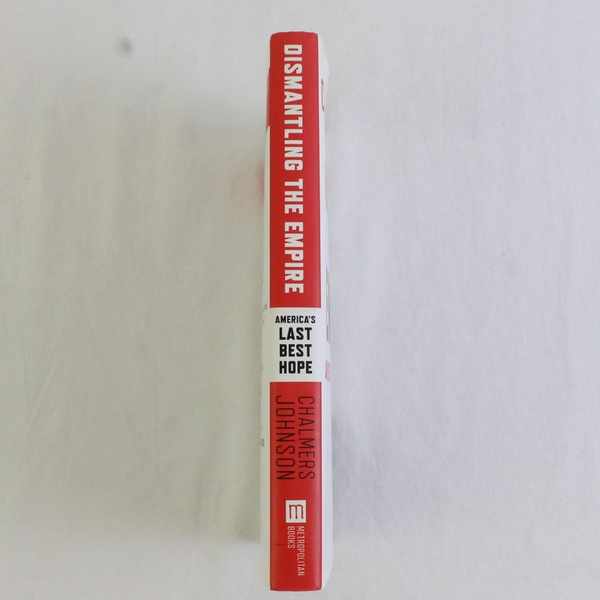 DISMANTLING THE EMPIRE
AMERICA'S
LAST
BEST
HOPE
CHALMERS
JOHNSON
m
METROPOLITAN
BOOKS